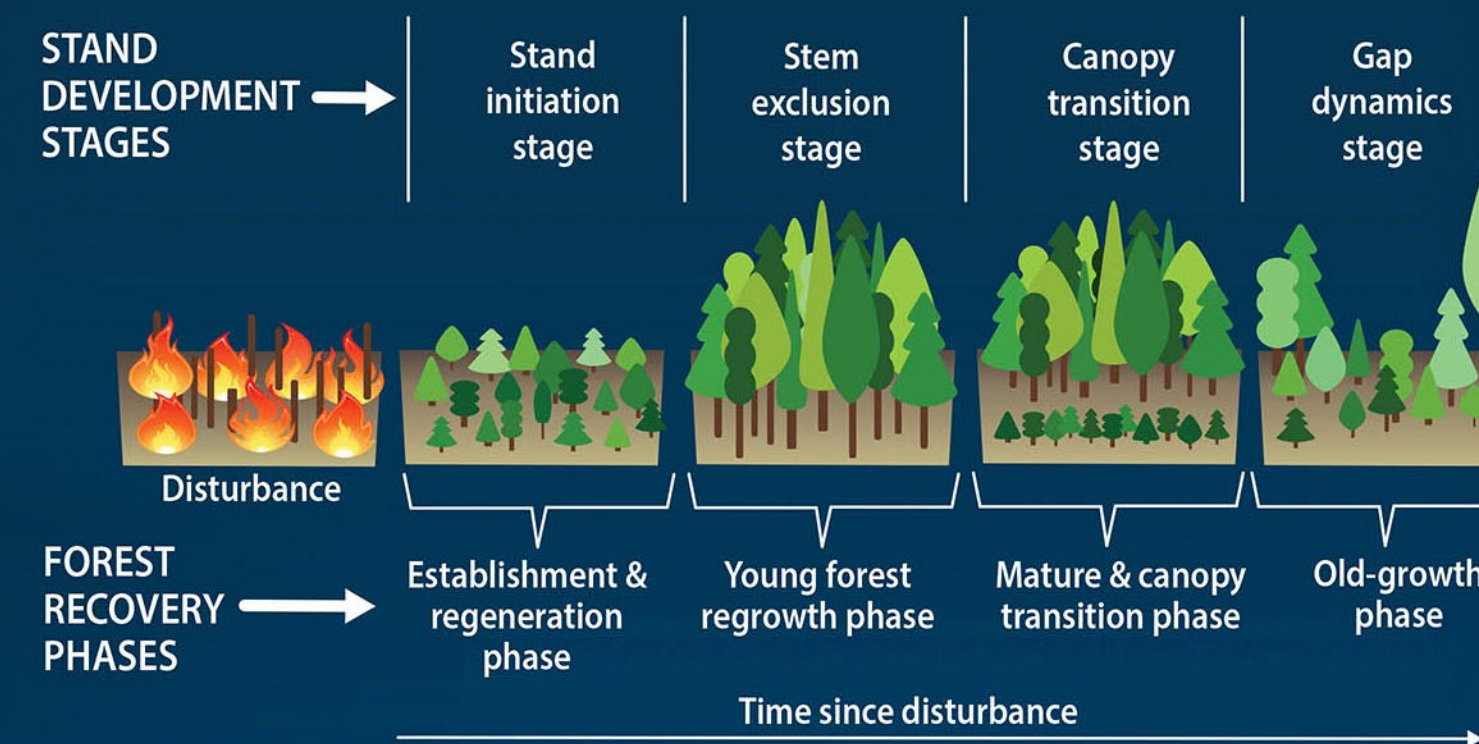 STAND
DEVELOPMENT
STAGES
Stand
initiation
stage
Stem
exclusion
stage
Canopy
transition
stage
Gap
dynamics
stage
Disturbance
FOREST
RECOVERY
PHASES
Establishment &
regeneration
phase
Young forest
regrowth phase
Mature & canopy
transition phase
Old-growth
phase
Time since disturbance